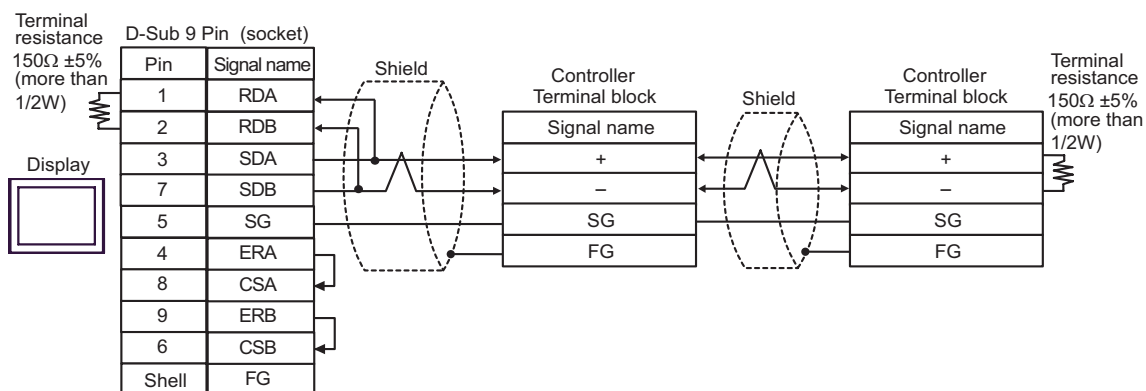 Terminal
resistance
150Ω ±5%
(more than
1/2W)
D-Sub 9 Pin (socket)
Pin Signal name
1 RDA
2 RDB
3 SDA
7 SDB
5 SG
4 ERA
8 CSA
9 ERB
6 CSB
Shell FG
Display
Shield
Controller
Terminal block
Signal name
+
–
SG
FG
Shield
Controller
Terminal block
Signal name
+
–
SG
FG
Terminal
resistance
150Ω ±5%
(more than
1/2W)